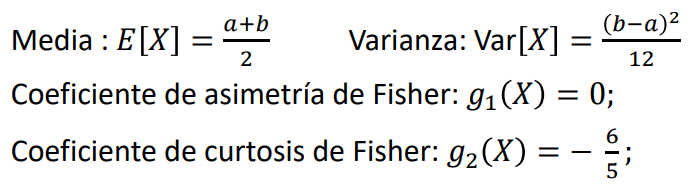 Media : E[X] = (a+b)/2 Varianza: Var[X] = (b−a)²/12
Coeficiente de asimetría de Fisher: g₁(X) = 0;
Coeficiente de curtosis de Fisher: g₂(X) = − 6/5;